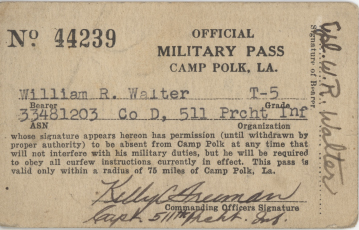 No 44239
OFFICIAL
MILITARY PASS
CAMP POLK, LA.
William R. Walter T-5
Bearer Grade
33481203 Co D, 511 Prcht Inf
ASN Organization
whose signature appears hereon has permission (until withdrawn by
proper authority) to be absent from Camp Polk at any time that
will not interfere with his military duties, but he will be required
to obey all curfew instructions currently in effect. This pass is
valid only within a radius of 75 miles of Camp Polk, La.
Kelly C Freeman
Commanding Officers Signature
Capt 511th Pracht. Inf.
Cpl. W. R. Walter
Signature of Bearer